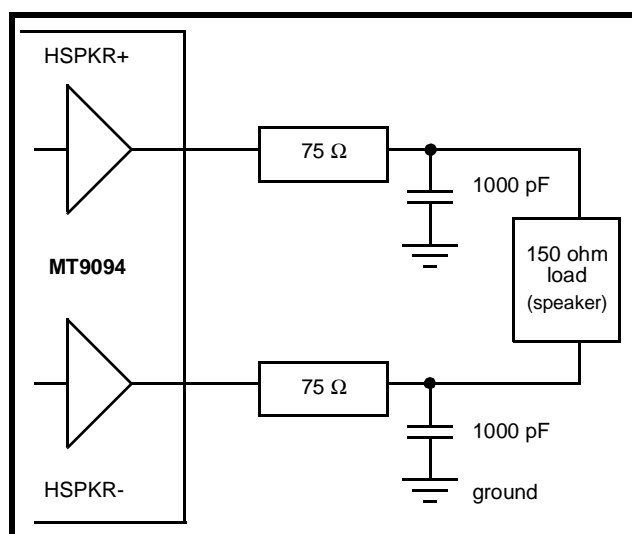 HSPKR+
75 Ω
1000 pF
MT9094
150 ohm
load
(speaker)
75 Ω
1000 pF
HSPKR-
ground